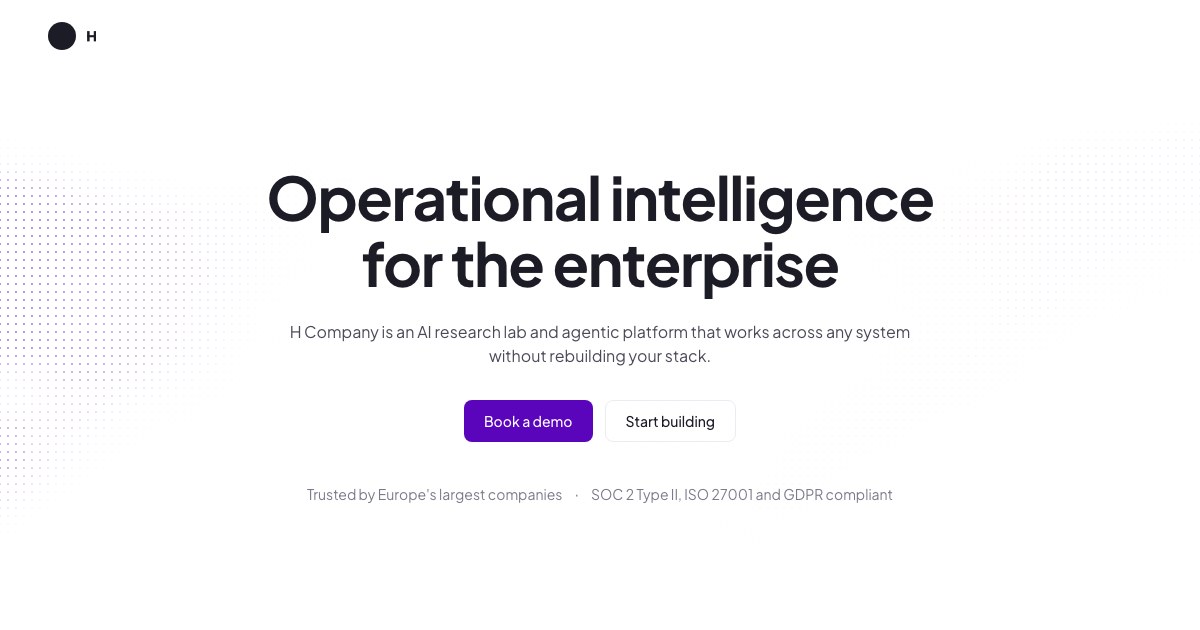 H
Operational intelligence
for the enterprise
H Company is an AI research lab and agentic platform that works across any system
without rebuilding your stack.
Book a demo
Start building
Trusted by Europe's largest companies · SOC 2 Type II, ISO 27001 and GDPR compliant